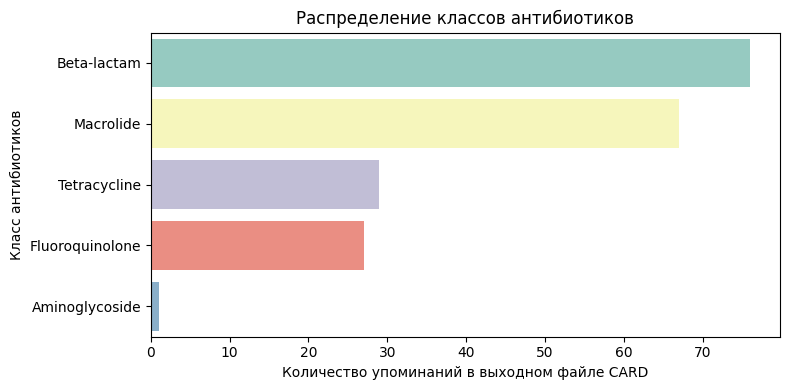 Распределение классов антибиотиков
Класс антибиотиков
Beta-lactam
Macrolide
Tetracycline
Fluoroquinolone
Aminoglycoside
0 10 20 30 40 50 60 70
Количество упоминаний в выходном файле CARD